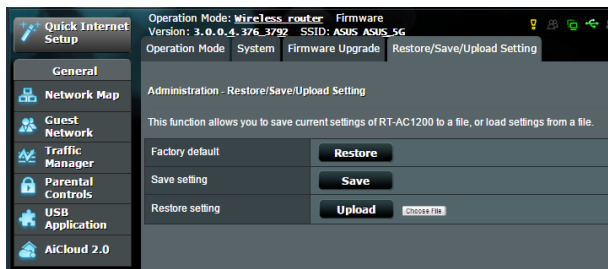 Quick Internet
Setup
Operation Mode: Wireless router Firmware
Version: 3.0.0.4.376_3792 SSID: ASUS ASUS_5G
Operation Mode System Firmware Upgrade Restore/Save/Upload Setting
General
Network Map
Guest
Network
Traffic
Manager
Parental
Controls
USB
Application
AiCloud 2.0
Administration - Restore/Save/Upload Setting
This function allows you to save current settings of RT-AC1200 to a file, or load settings from a file.
Factory default Restore
Save setting Save
Restore setting Upload Choose File